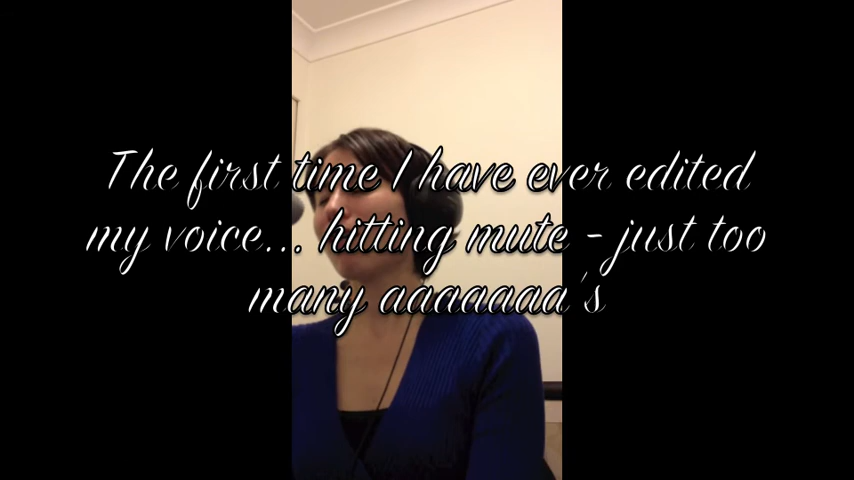 The first time I have ever edited
my voice... hitting mute - just too
many aaaaaaa's